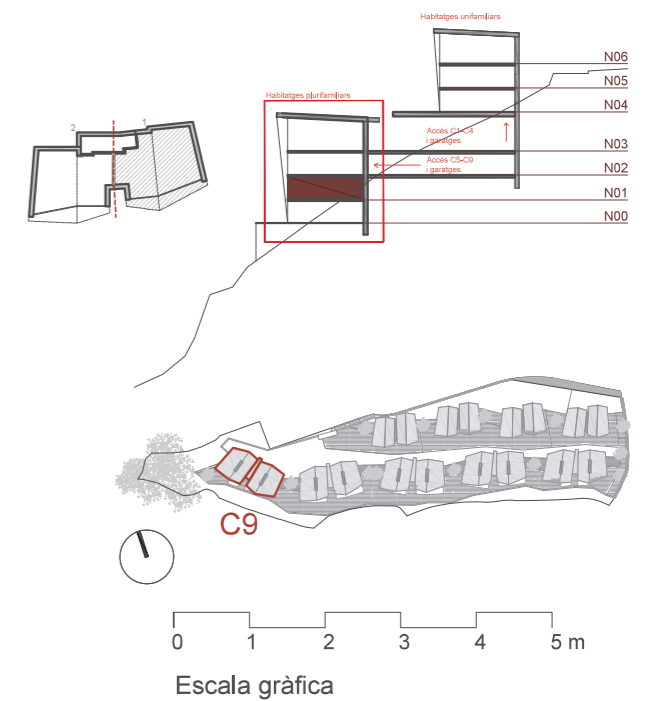 Habitatges unifamiliars
N06
N05
Habitatges plurifamiliars
N04
2
1
Accés C1-C4
i garatges
N03
Accés C5-C9
i garatges
N02
N01
N00
C9
0 1 2 3 4 5 m
Escala gràfica